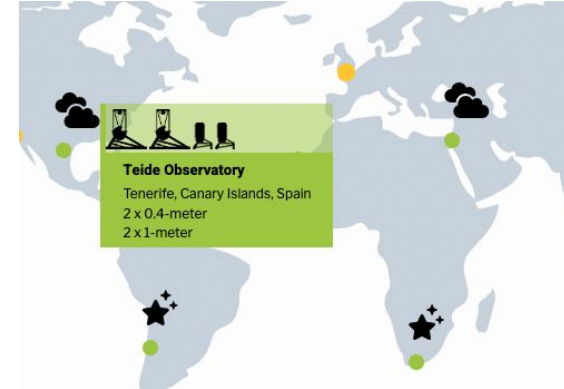 Teide Observatory
Tenerife, Canary Islands, Spain
2 x 0.4-meter
2 x 1-meter